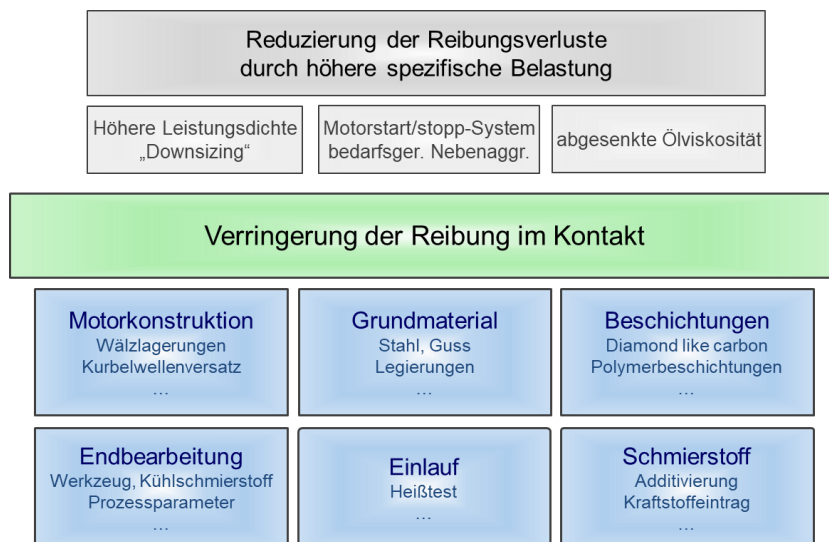 Reduzierung der Reibungsverluste
durch höhere spezifische Belastung
Höhere Leistungsdichte
„Downsizing“
Motorstart/stopp-System
bedarfsger. Nebenaggr.
abgesenkte Ölviskosität
Verringerung der Reibung im Kontakt
Motorkonstruktion
Wälzlagerungen
Kurbelwellenversatz
…
Grundmaterial
Stahl, Guss
Legierungen
…
Beschichtungen
Diamond like carbon
Polymerbeschichtungen
…
Endbearbeitung
Werkzeug, Kühlschmierstoff
Prozessparameter
…
Einlauf
Heißtest
…
Schmierstoff
Additivierung
Kraftstoffeintrag
…